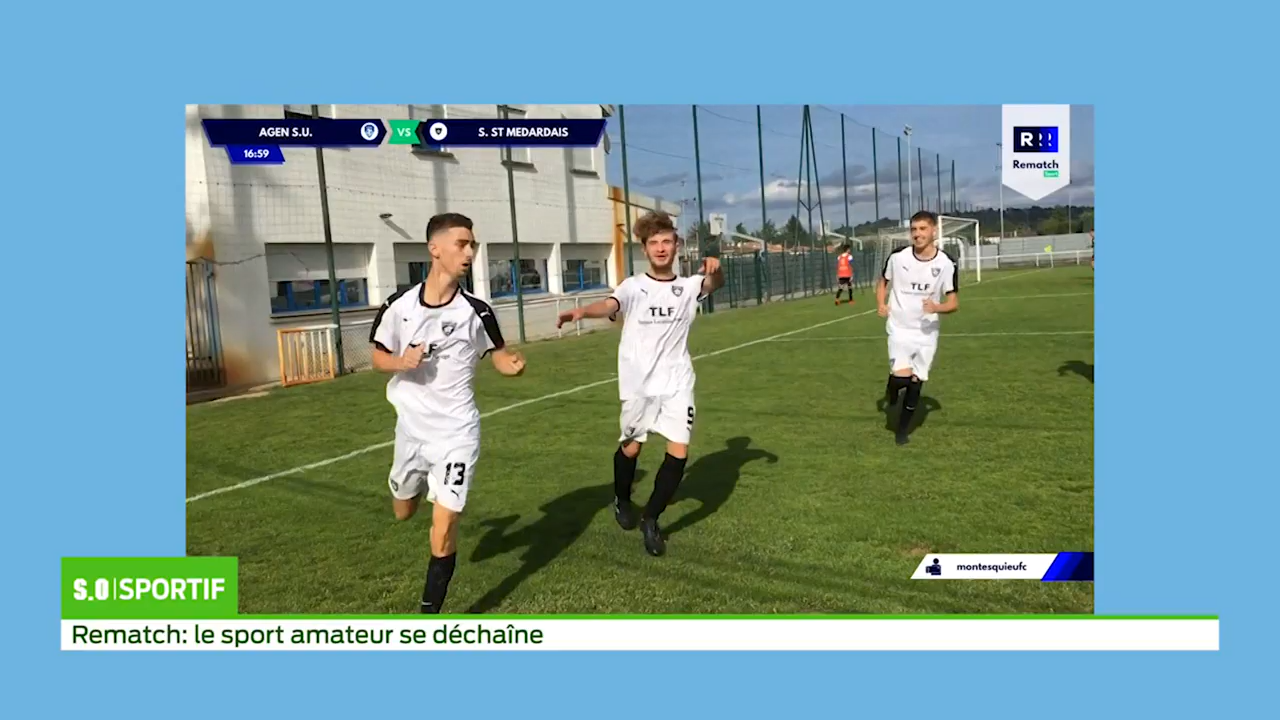 AGEN S.U.
VS
S. ST MEDARDAIS
16:59
R
Rematch
Sport
TLF
TLF
9
13
montesquieufc
S.O|SPORTIF
Rematch: le sport amateur se déchaîne